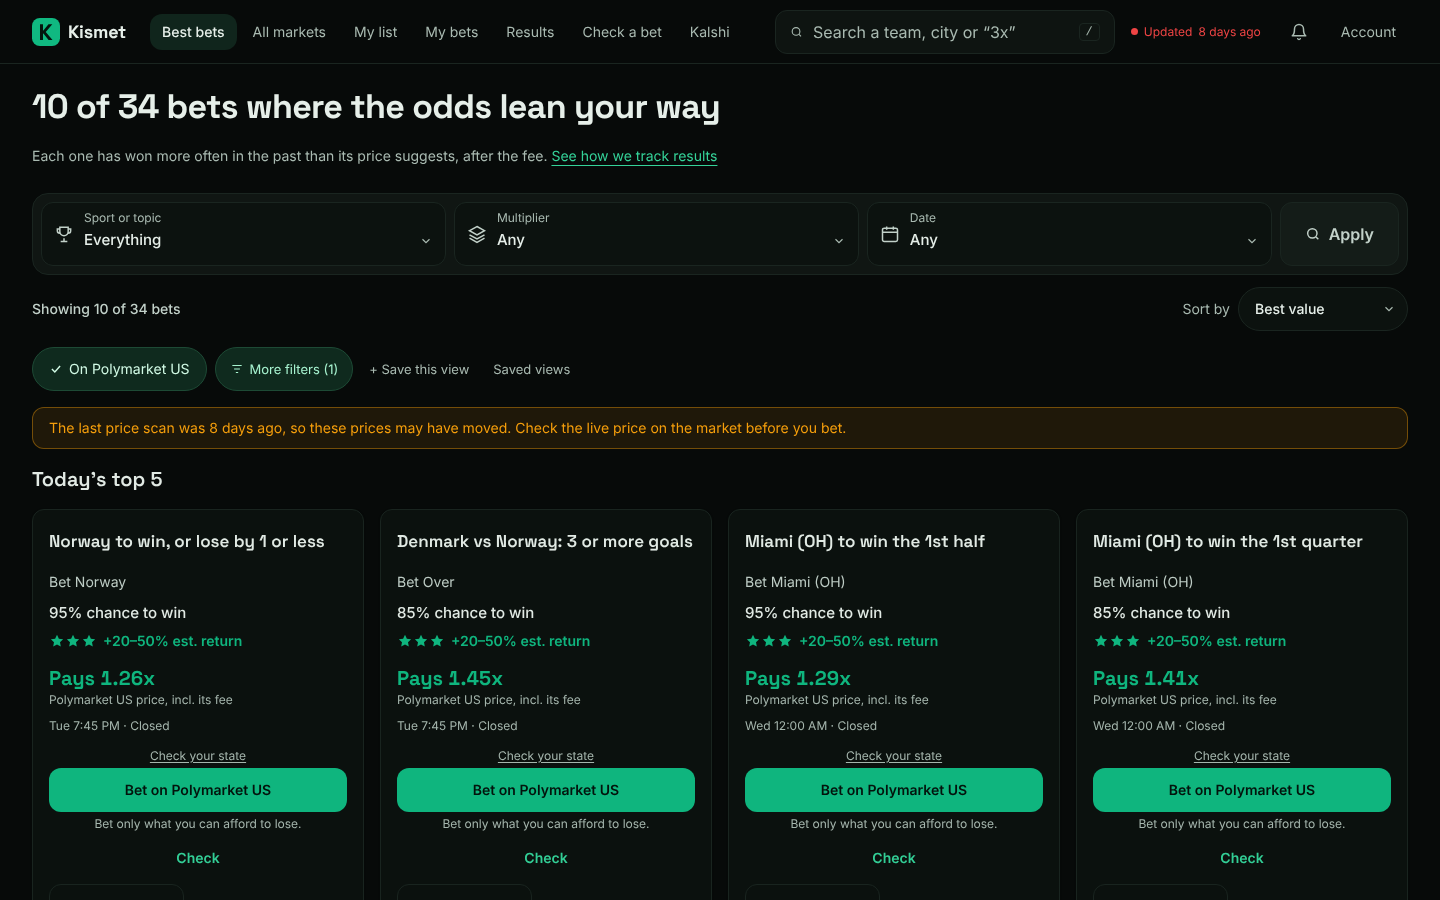 K Kismet
Best bets
All markets
My list
My bets
Results
Check a bet
Kalshi
Search a team, city or “3x”
/
Updated 8 days ago
Account
10 of 34 bets where the odds lean your way
Each one has won more often in the past than its price suggests, after the fee. See how we track results
Sport or topic
Everything
Multiplier
Any
Date
Any
Apply
Showing 10 of 34 bets
Sort by
Best value
On Polymarket US
More filters (1)
+ Save this view
Saved views
The last price scan was 8 days ago, so these prices may have moved. Check the live price on the market before you bet.
Today’s top 5
Norway to win, or lose by 1 or less
Bet Norway
95% chance to win
★★★ +20–50% est. return
Pays 1.26x
Polymarket US price, incl. its fee
Tue 7:45 PM · Closed
Check your state
Bet on Polymarket US
Bet only what you can afford to lose.
Check
Denmark vs Norway: 3 or more goals
Bet Over
85% chance to win
★★★ +20–50% est. return
Pays 1.45x
Polymarket US price, incl. its fee
Tue 7:45 PM · Closed
Check your state
Bet on Polymarket US
Bet only what you can afford to lose.
Check
Miami (OH) to win the 1st half
Bet Miami (OH)
95% chance to win
★★★ +20–50% est. return
Pays 1.29x
Polymarket US price, incl. its fee
Wed 12:00 AM · Closed
Check your state
Bet on Polymarket US
Bet only what you can afford to lose.
Check
Miami (OH) to win the 1st quarter
Bet Miami (OH)
85% chance to win
★★★ +20–50% est. return
Pays 1.41x
Polymarket US price, incl. its fee
Wed 12:00 AM · Closed
Check your state
Bet on Polymarket US
Bet only what you can afford to lose.
Check